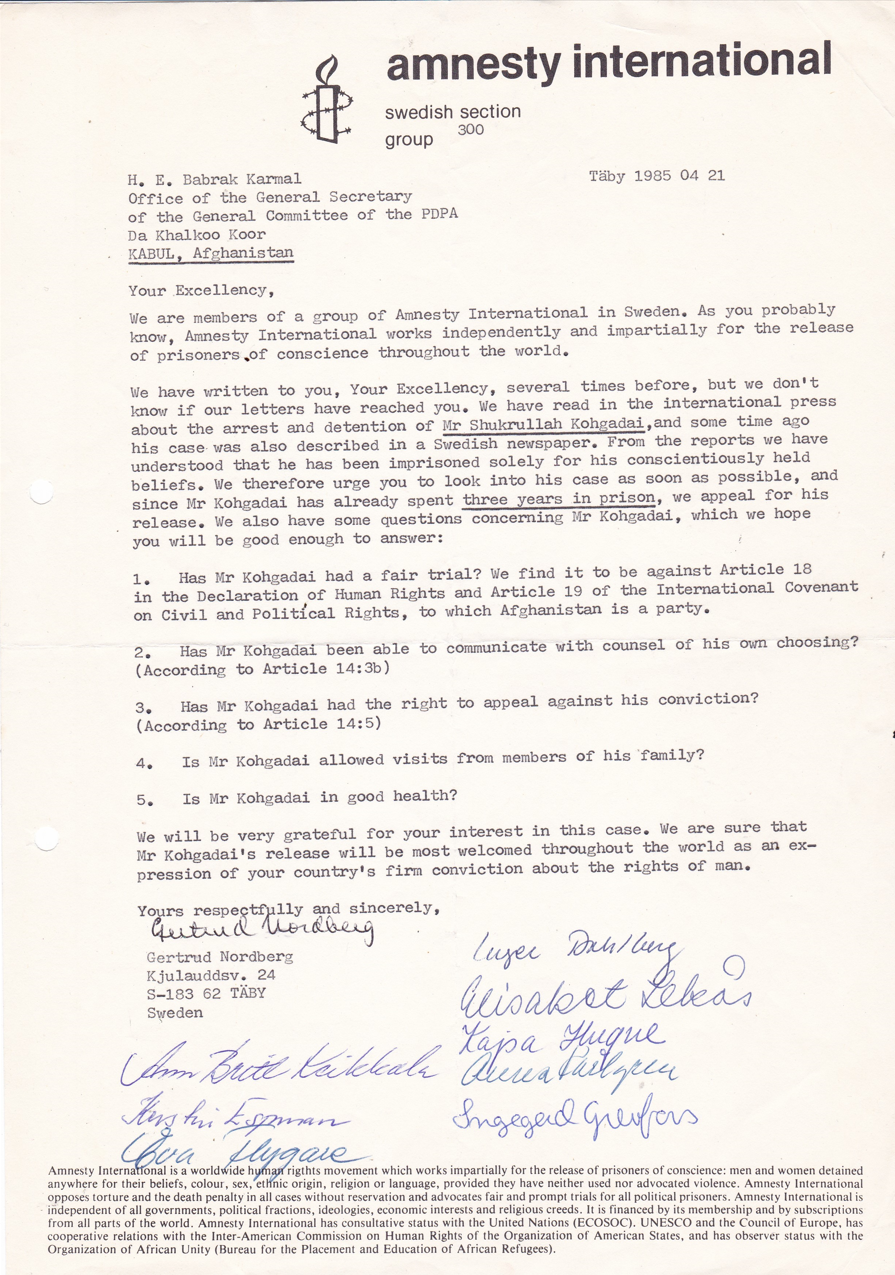 amnesty international
swedish section
group 300
H. E. Babrak Karmal
Täby 1985 04 21
Office of the General Secretary
of the General Committee of the PDPA
Da Khalkoo Koor
KABUL, Afghanistan
Your Excellency,
We are members of a group of Amnesty International in Sweden. As you probably
know, Amnesty International works independently and impartially for the release
of prisoners of conscience throughout the world.
We have written to you, Your Excellency, several times before, but we don't
know if our letters have reached you. We have read in the international press
about the arrest and detention of Mr Shukrullah Kohgadai,and some time ago
his case was also described in a Swedish newspaper. From the reports we have
understood that he has been imprisoned solely for his conscientiously held
beliefs. We therefore urge you to look into his case as soon as possible, and
since Mr Kohgadai has already spent three years in prison, we appeal for his
release. We also have some questions concerning Mr Kohgadai, which we hope
you will be good enough to answer:
1. Has Mr Kohgadai had a fair trial? We find it to be against Article 18
in the Declaration of Human Rights and Article 19 of the International Covenant
on Civil and Political Rights, to which Afghanistan is a party.
2. Has Mr Kohgadai been able to communicate with counsel of his own choosing?
(According to Article 14:3b)
3. Has Mr Kohgadai had the right to appeal against his conviction?
(According to Article 14:5)
4. Is Mr Kohgadai allowed visits from members of his family?
5. Is Mr Kohgadai in good health?
We will be very grateful for your interest in this case. We are sure that
Mr Kohgadai's release will be most welcomed throughout the world as an ex-
pression of your country's firm conviction about the rights of man.
Yours respectfully and sincerely,
Gertrud Nordberg
Gertrud Nordberg
Kjulauddsv. 24
S-183 62 TÄBY
Sweden
Inger Dahlberg
Elisabet
Kajsa
Anna
Ingegerd Grevfors
Ann Britt Keikkala
Kerstin Espman
Eva Flygare
Amnesty International is a worldwide human rigthts movement which works impartially for the release of prisoners of conscience: men and women detained
anywhere for their beliefs, colour, sex, ethnic origin, religion or language, provided they have neither used nor advocated violence. Amnesty International
opposes torture and the death penalty in all cases without reservation and advocates fair and prompt trials for all political prisoners. Amnesty International is
independent of all governments, political fractions, ideologies, economic interests and religious creeds. It is financed by its membership and by subscriptions
from all parts of the world. Amnesty International has consultative status with the United Nations (ECOSOC). UNESCO and the Council of Europe, has
cooperative relations with the Inter-American Commission on Human Rights of the Organization of American States, and has observer status with the
Organization of African Unity (Bureau for the Placement and Education of African Refugees).